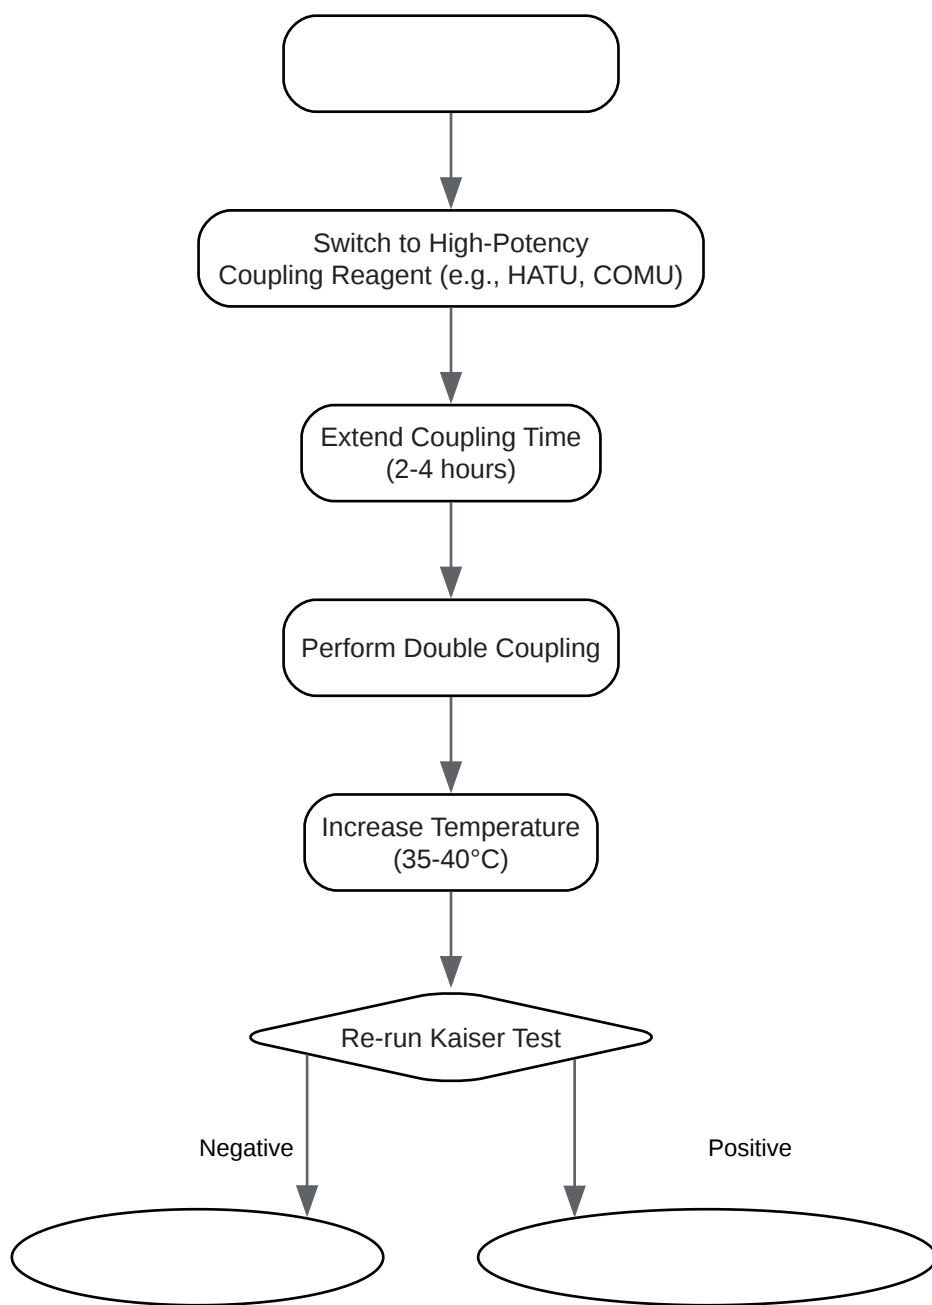 Switch to High-Potency
Coupling Reagent (e.g., HATU, COMU)
Extend Coupling Time
(2-4 hours)
Perform Double Coupling
Increase Temperature
(35-40°C)
Re-run Kaiser Test
Negative
Positive